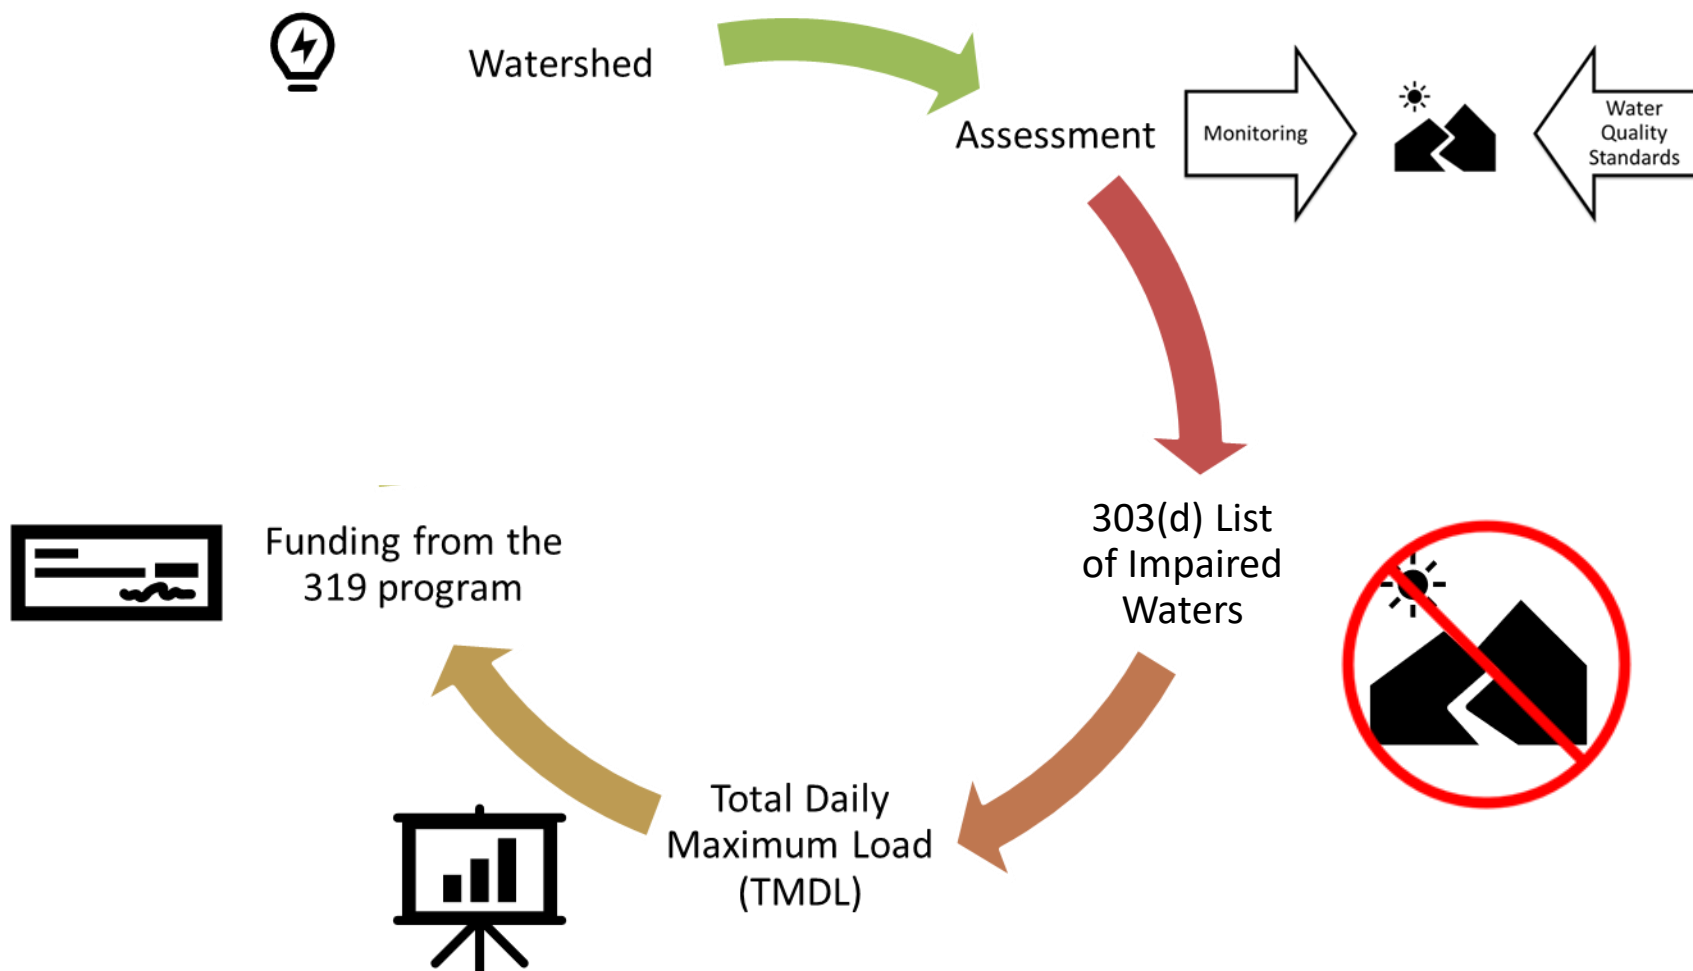 Watershed
Assessment
Monitoring
Water
Quality
Standards
303(d) List
of Impaired
Waters
Total Daily
Maximum Load
(TMDL)
Funding from the
319 program